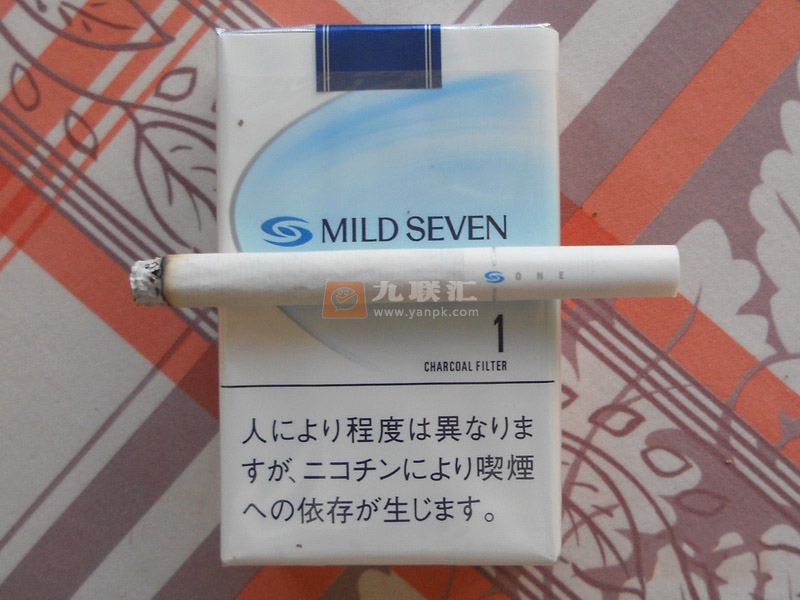 MILD SEVEN
ONE
九联汇
www.yanpk.com
1
CHARCOAL FILTER
人により程度は異なりま
すが、ニコチンにより喫煙
への依存が生じます。